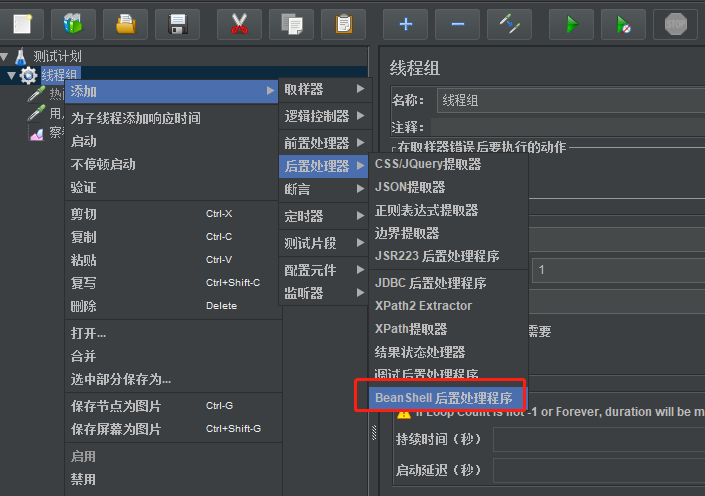 STOP
测试计划
线程组
热
用
察
添加
为子线程添加响应时间
启动
不停顿启动
验证
剪切 Ctrl-X
复制 Ctrl-C
粘贴 Ctrl-V
复写 Ctrl+Shift-C
删除 Delete
打开...
合并
选中部分保存为...
保存节点为图片 Ctrl-G
保存屏幕为图片 Ctrl+Shift-G
启用
禁用
取样器
逻辑控制器
前置处理器
后置处理器
断言
定时器
测试片段
配置元件
监听器
CSS/JQuery提取器
JSON提取器
正则表达式提取器
边界提取器
JSR223 后置处理程序
JDBC 后置处理程序
XPath2 Extractor
XPath提取器
结果状态处理器
调试后置处理程序
BeanShell 后置处理程序
线程组
名称: 线程组
注释:
在取样器错误后要执行的动作
1
需要
If Loop Count is not -1 or Forever, duration will be m
持续时间（秒）
启动延迟（秒）